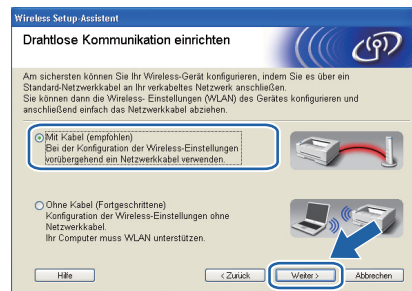 Wireless Setup-Assistent
Drahtlose Kommunikation einrichten
Am sichersten können Sie Ihr Wireless-Gerät konfigurieren, indem Sie es über ein
Standard-Netzwerkkabel an Ihr verkabeltes Netzwerk anschließen.
Sie können dann die Wireless- Einstellungen (WLAN) des Gerätes konfigurieren und
anschließend einfach das Netzwerkkabel abziehen.
Mit Kabel (empfohlen)
Bei der Konfiguration der Wireless-Einstellungen
vorübergehend ein Netzwerkkabel verwenden.
Ohne Kabel (Fortgeschrittene)
Konfiguration der Wireless-Einstellungen ohne
Netzwerkkabel.
Ihr Computer muss WLAN unterstützen.
Hilfe
< Zurück
Weiter >
Abbrechen